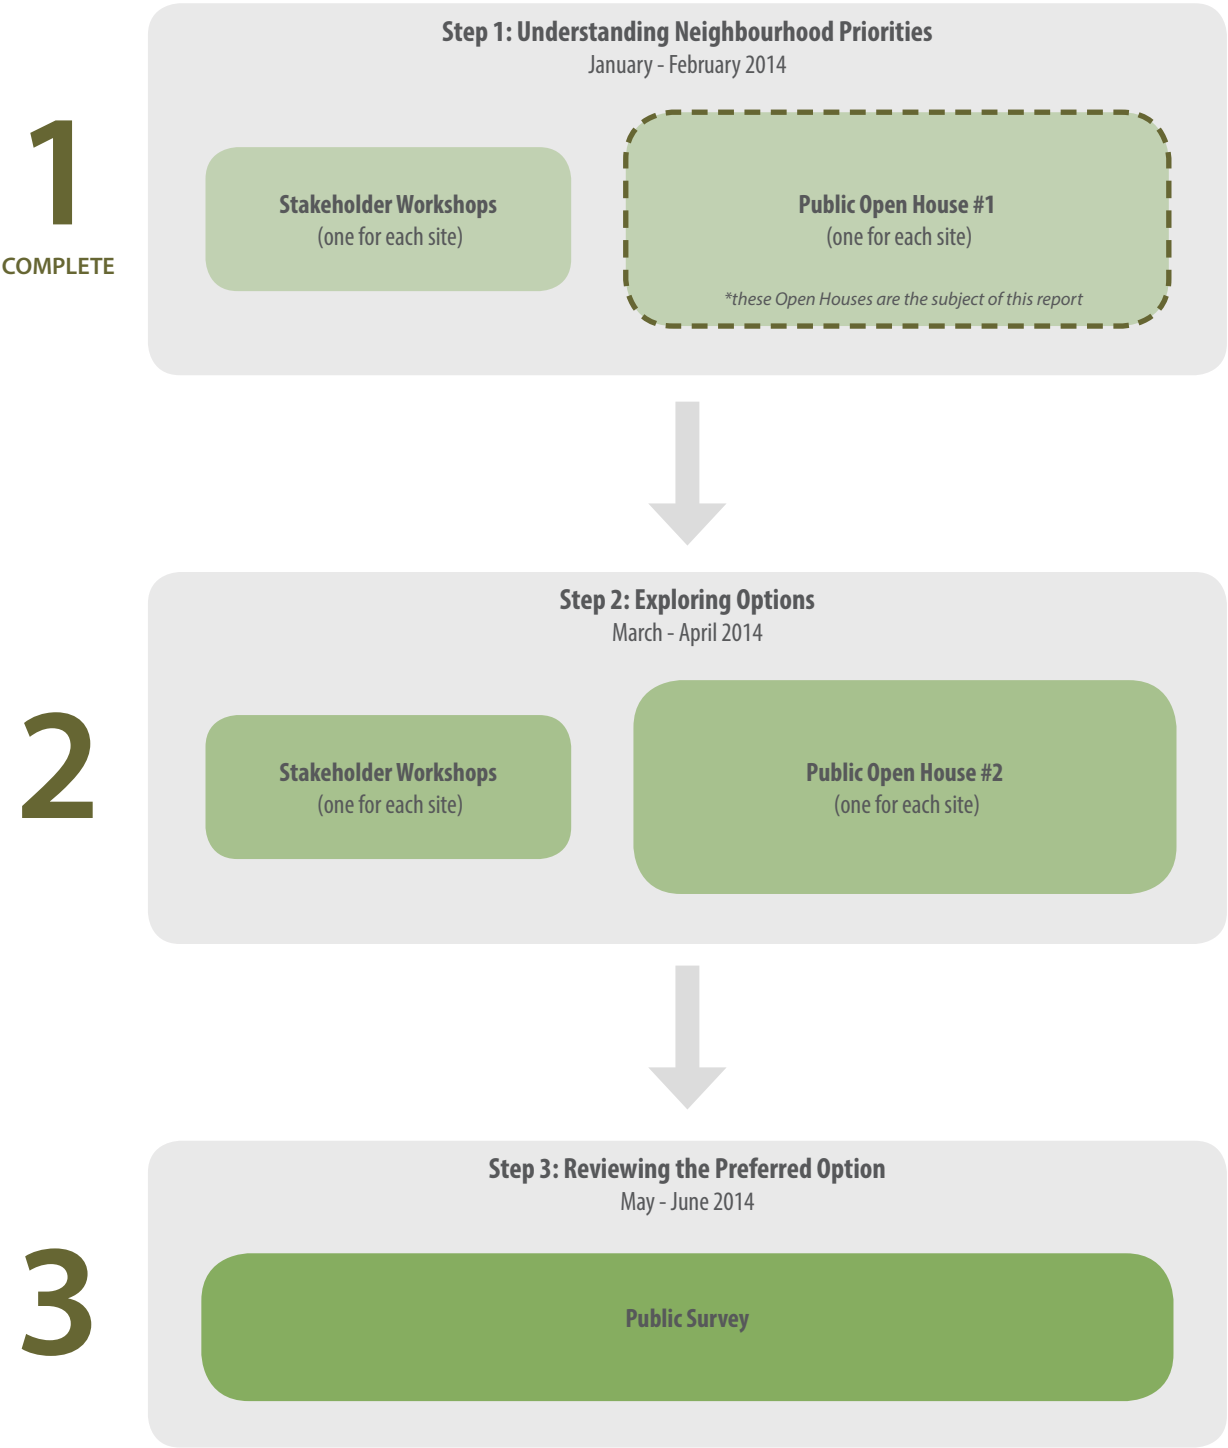 Step 1: Understanding Neighbourhood Priorities
January - February 2014
1
COMPLETE
Stakeholder Workshops
(one for each site)
Public Open House #1
(one for each site)
*these Open Houses are the subject of this report
Step 2: Exploring Options
March - April 2014
2
Stakeholder Workshops
(one for each site)
Public Open House #2
(one for each site)
Step 3: Reviewing the Preferred Option
May - June 2014
3
Public Survey